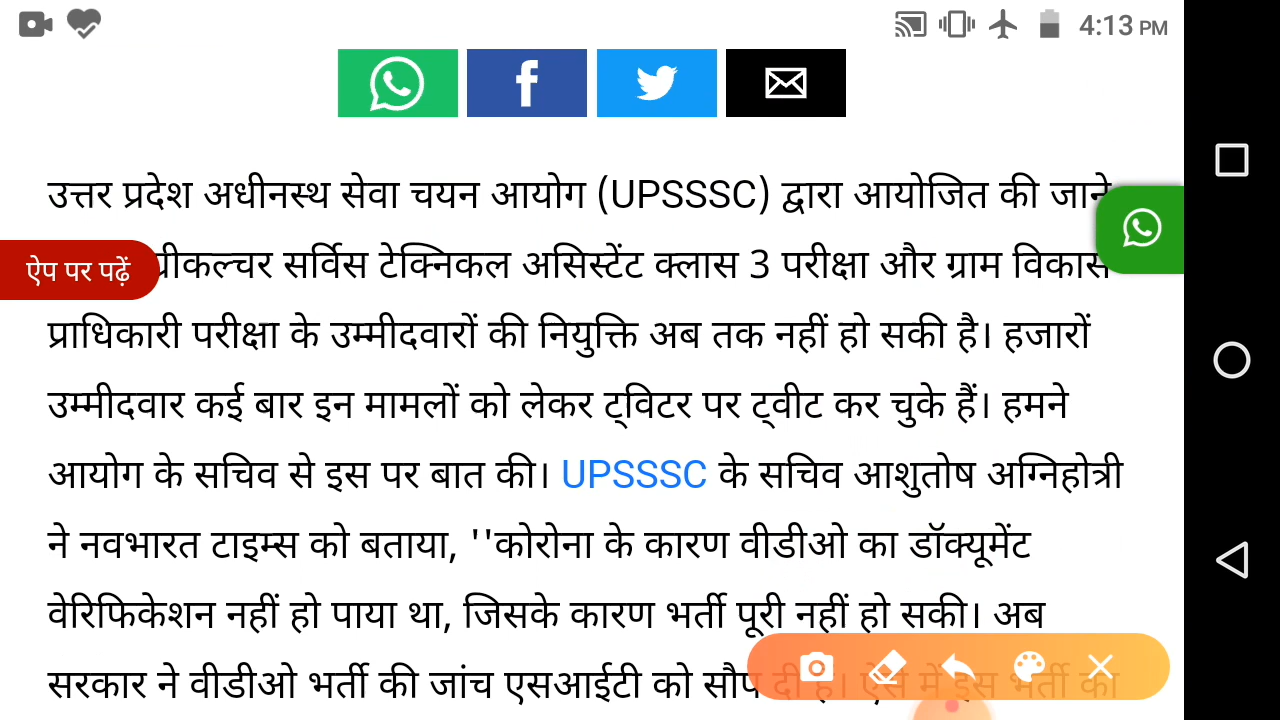 4:13 PM
उत्तर प्रदेश अधीनस्थ सेवा चयन आयोग (UPSSSC) द्वारा आयोजित की जाने
ऐप पर पढ़ें
सर्विस टेक्निकल असिस्टेंट क्लास 3 परीक्षा और ग्राम विकास
प्राधिकारी परीक्षा के उम्मीदवारों की नियुक्ति अब तक नहीं हो सकी है। हजारों
उम्मीदवार कई बार इन मामलों को लेकर ट्विटर पर ट्वीट कर चुके हैं। हमने
आयोग के सचिव से इस पर बात की। UPSSSC के सचिव आशुतोष अग्निहोत्री
ने नवभारत टाइम्स को बताया, ''कोरोना के कारण वीडीओ का डॉक्यूमेंट
वेरिफिकेशन नहीं हो पाया था, जिसके कारण भर्ती पूरी नहीं हो सकी। अब
सरकार ने वीडीओ भर्ती की जांच एसआईटी को सौप दी है। ऐसे में इस भर्ती को